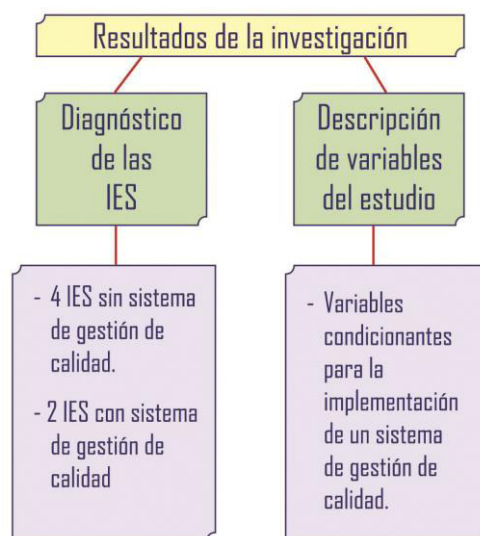 Resultados de la investigación
Diagnóstico
de las
IES
Descripción
de variables
del estudio
- 4 IES sin sistema
de gestión de
calidad.
- 2 IES con sistema
de gestión de
calidad
- Variables
condicionantes
para la
implementación
de un sistema
de gestión de
calidad.